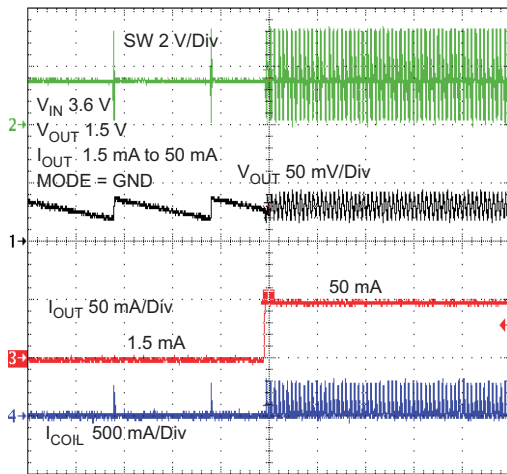 SW 2 V/Div
2
V_IN 3.6 V
V_OUT 1.5 V
I_OUT 1.5 mA to 50 mA
MODE = GND
V_OUT 50 mV/Div
1
I_OUT 50 mA/Div
50 mA
1.5 mA
3
4
I_COIL 500 mA/Div